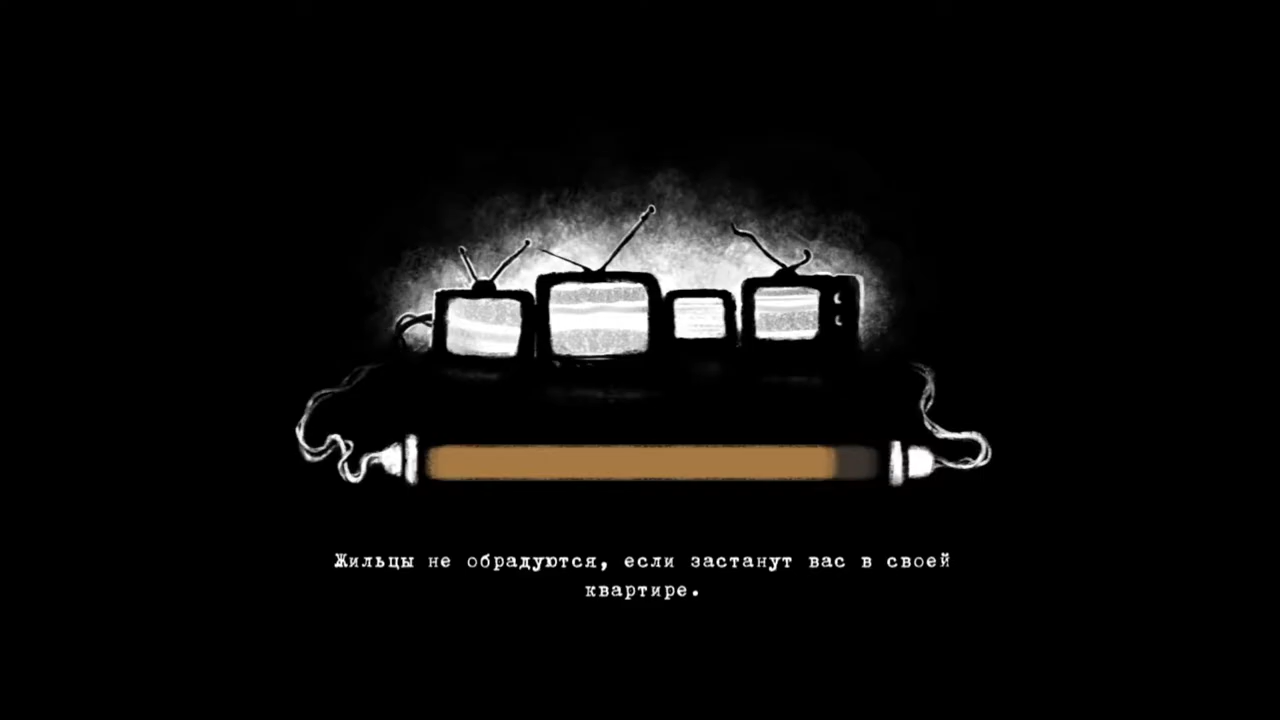 Жильцы не обрадуются, если застанут вас в своей
квартире.